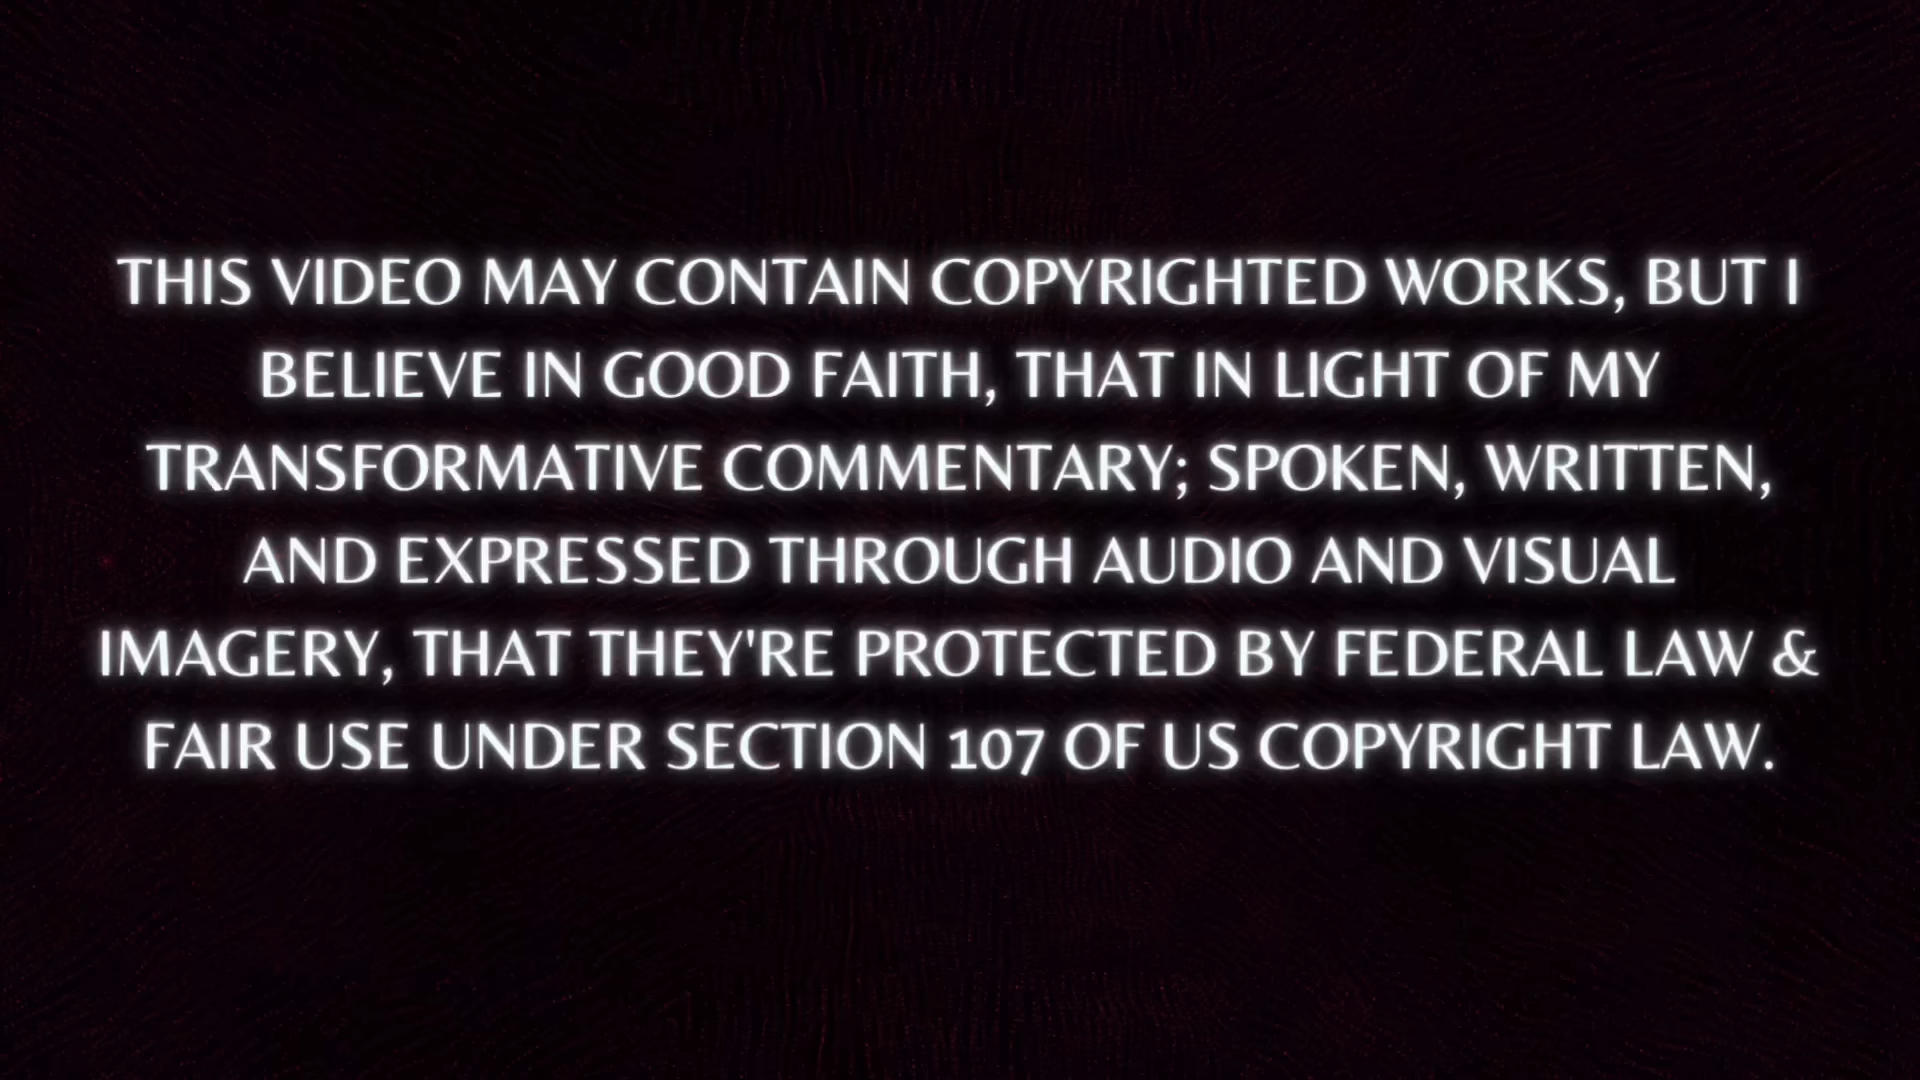 THIS VIDEO MAY CONTAIN COPYRIGHTED WORKS, BUT I
BELIEVE IN GOOD FAITH, THAT IN LIGHT OF MY
TRANSFORMATIVE COMMENTARY; SPOKEN, WRITTEN,
AND EXPRESSED THROUGH AUDIO AND VISUAL
IMAGERY, THAT THEY'RE PROTECTED BY FEDERAL LAW &
FAIR USE UNDER SECTION 107 OF US COPYRIGHT LAW.